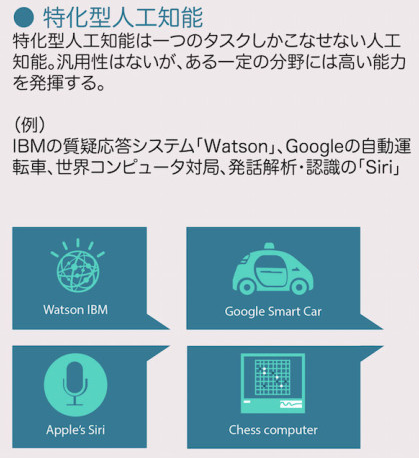 ● 特化型人工知能
特化型人工知能は一つのタスクしかこなせない人工
知能。汎用性はないが、ある一定の分野には高い能力
を発揮する。
（例）
IBMの質疑応答システム「Watson」、Googleの自動運
転車、世界コンピュータ対局、発話解析・認識の「Siri」
Watson IBM
Google Smart Car
Apple's Siri
Chess computer